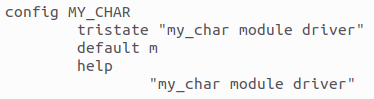 config MY_CHAR
        tristate "my_char module driver"
        default m
        help
                "my_char module driver"